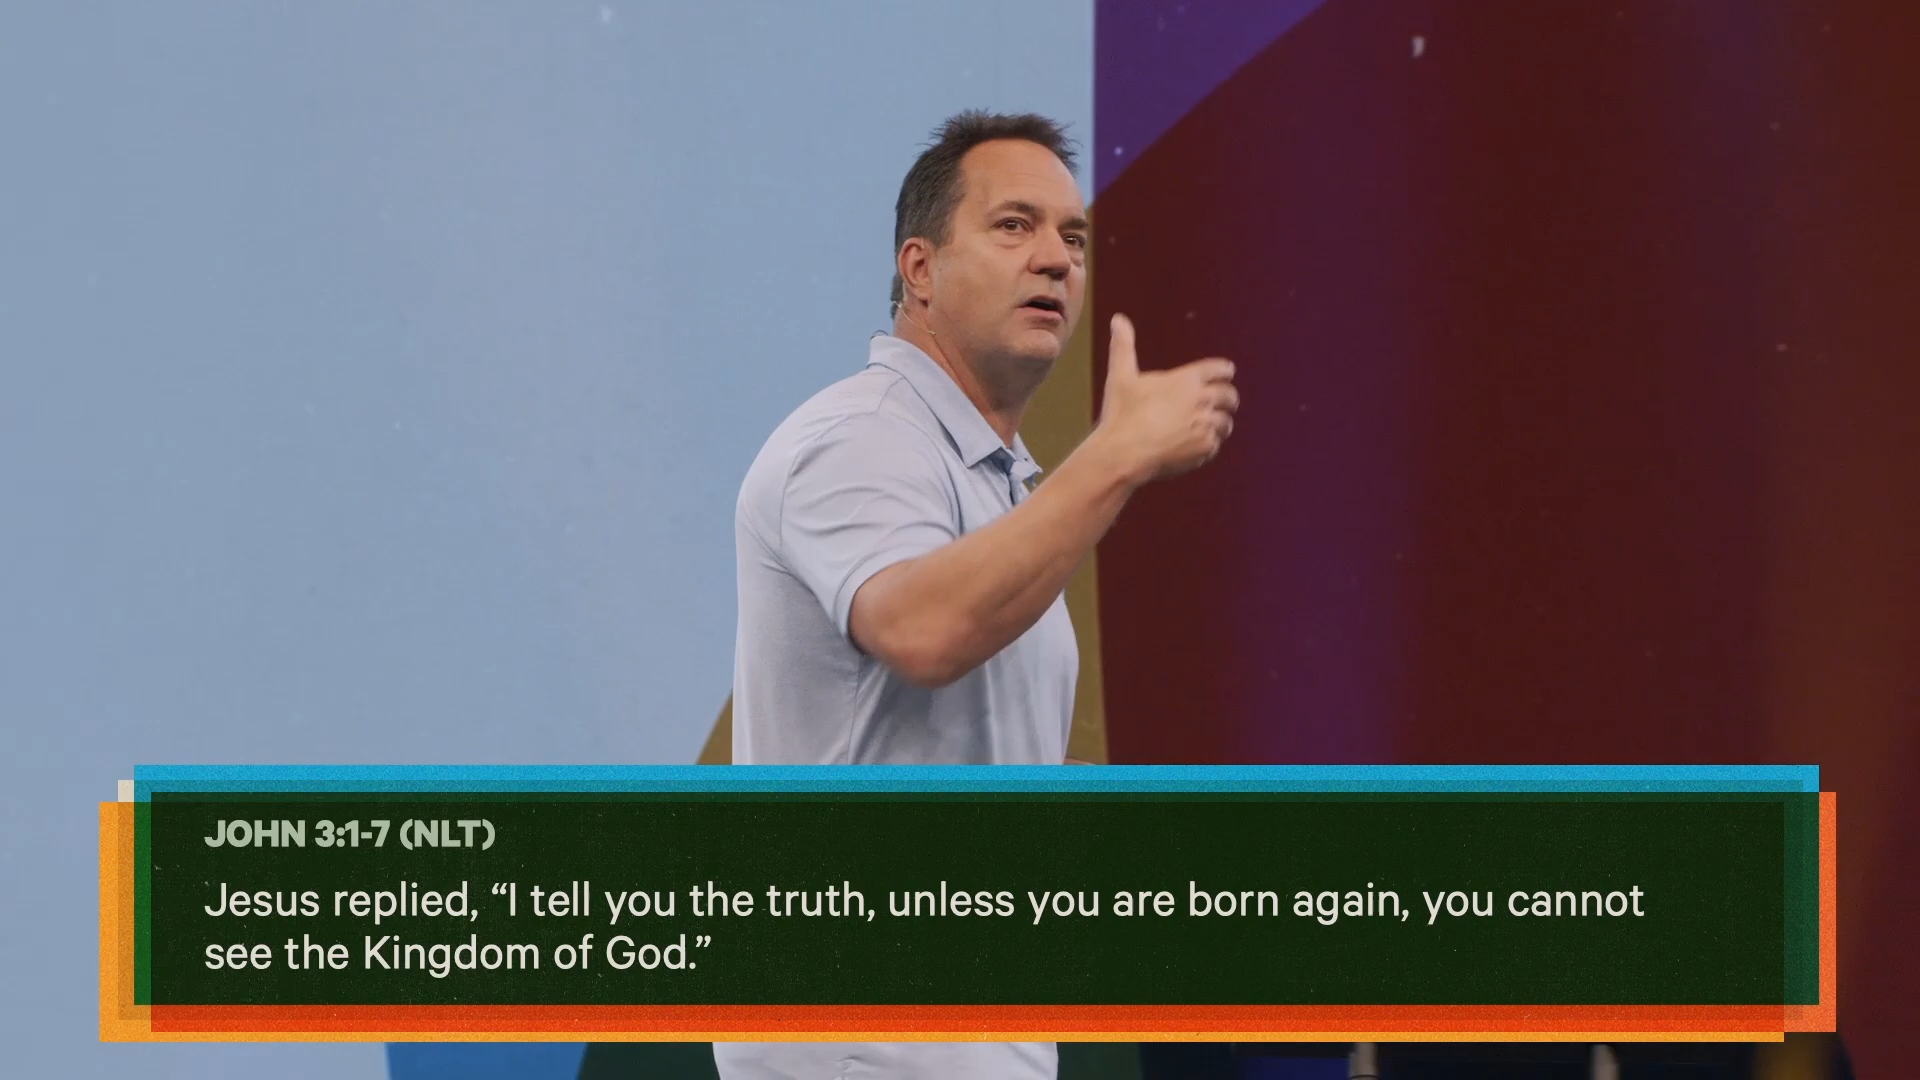 JOHN 3:1-7 (NLT)
Jesus replied, “I tell you the truth, unless you are born again, you cannot
see the Kingdom of God.”